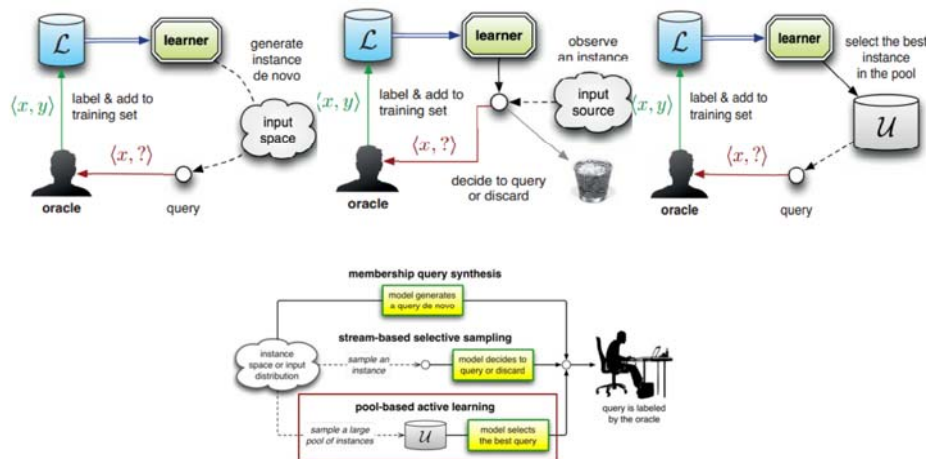 ℒ
learner
generate
instance
de novo
⟨x, y⟩
label & add to
training set
input
space
⟨x, ?⟩
oracle
query
ℒ
learner
observe
an instance
⟨x, y⟩
label & add to
training set
input
source
⟨x, ?⟩
decide to query
or discard
oracle
ℒ
learner
select the best
instance
in the pool
⟨x, y⟩
label & add to
training set
𝒰
⟨x, ?⟩
oracle
query
membership query synthesis
model generates
a query de novo
stream-based selective sampling
instance
space or input
distribution
sample an
instance
model decides to
query or discard
pool-based active learning
sample a large
pool of instances
𝒰
model selects
the best query
query is labeled
by the oracle